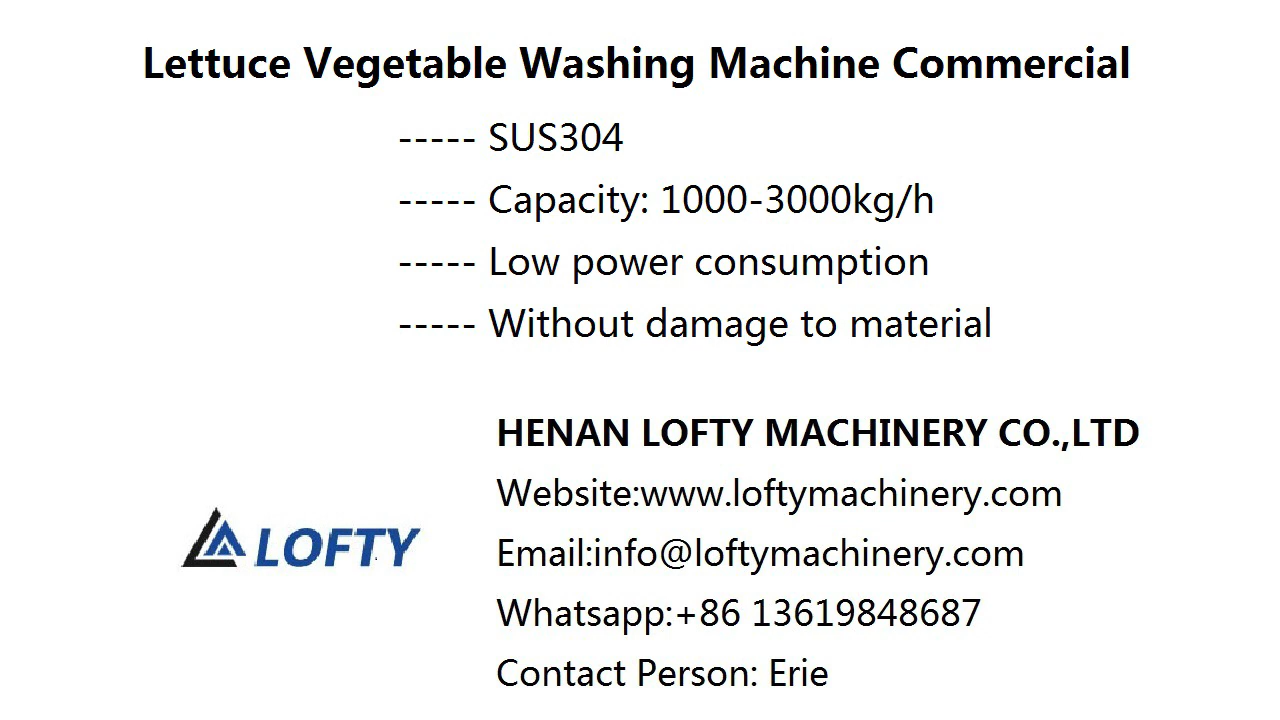 Lettuce Vegetable Washing Machine Commercial
----- SUS304
----- Capacity: 1000-3000kg/h
----- Low power consumption
----- Without damage to material
HENAN LOFTY MACHINERY CO.,LTD
Website:www.loftymachinery.com
LOFTY
Email:info@loftymachinery.com
Whatsapp:+86 13619848687
Contact Person: Erie